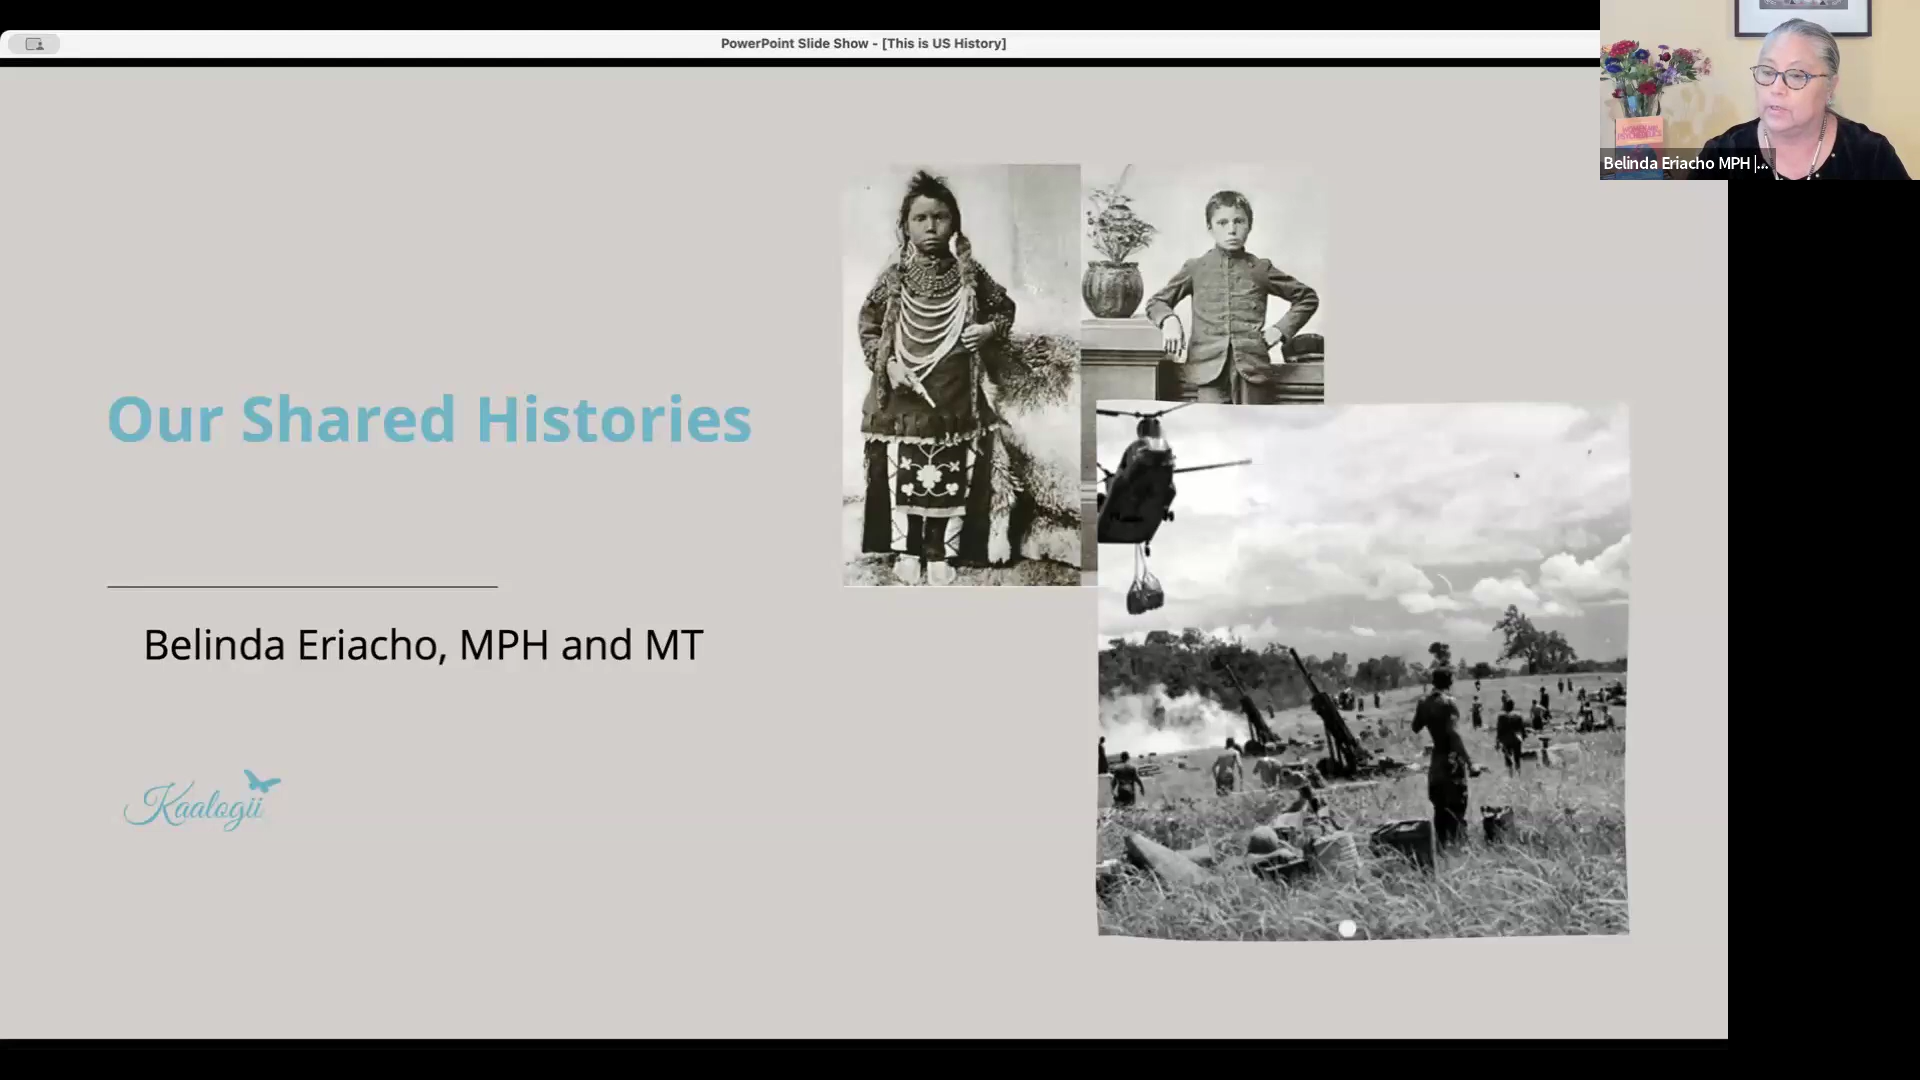 PowerPoint Slide Show - [This is US History]
Belinda Eriacho MPH |...
Our Shared Histories
Belinda Eriacho, MPH and MT
Kaalogii